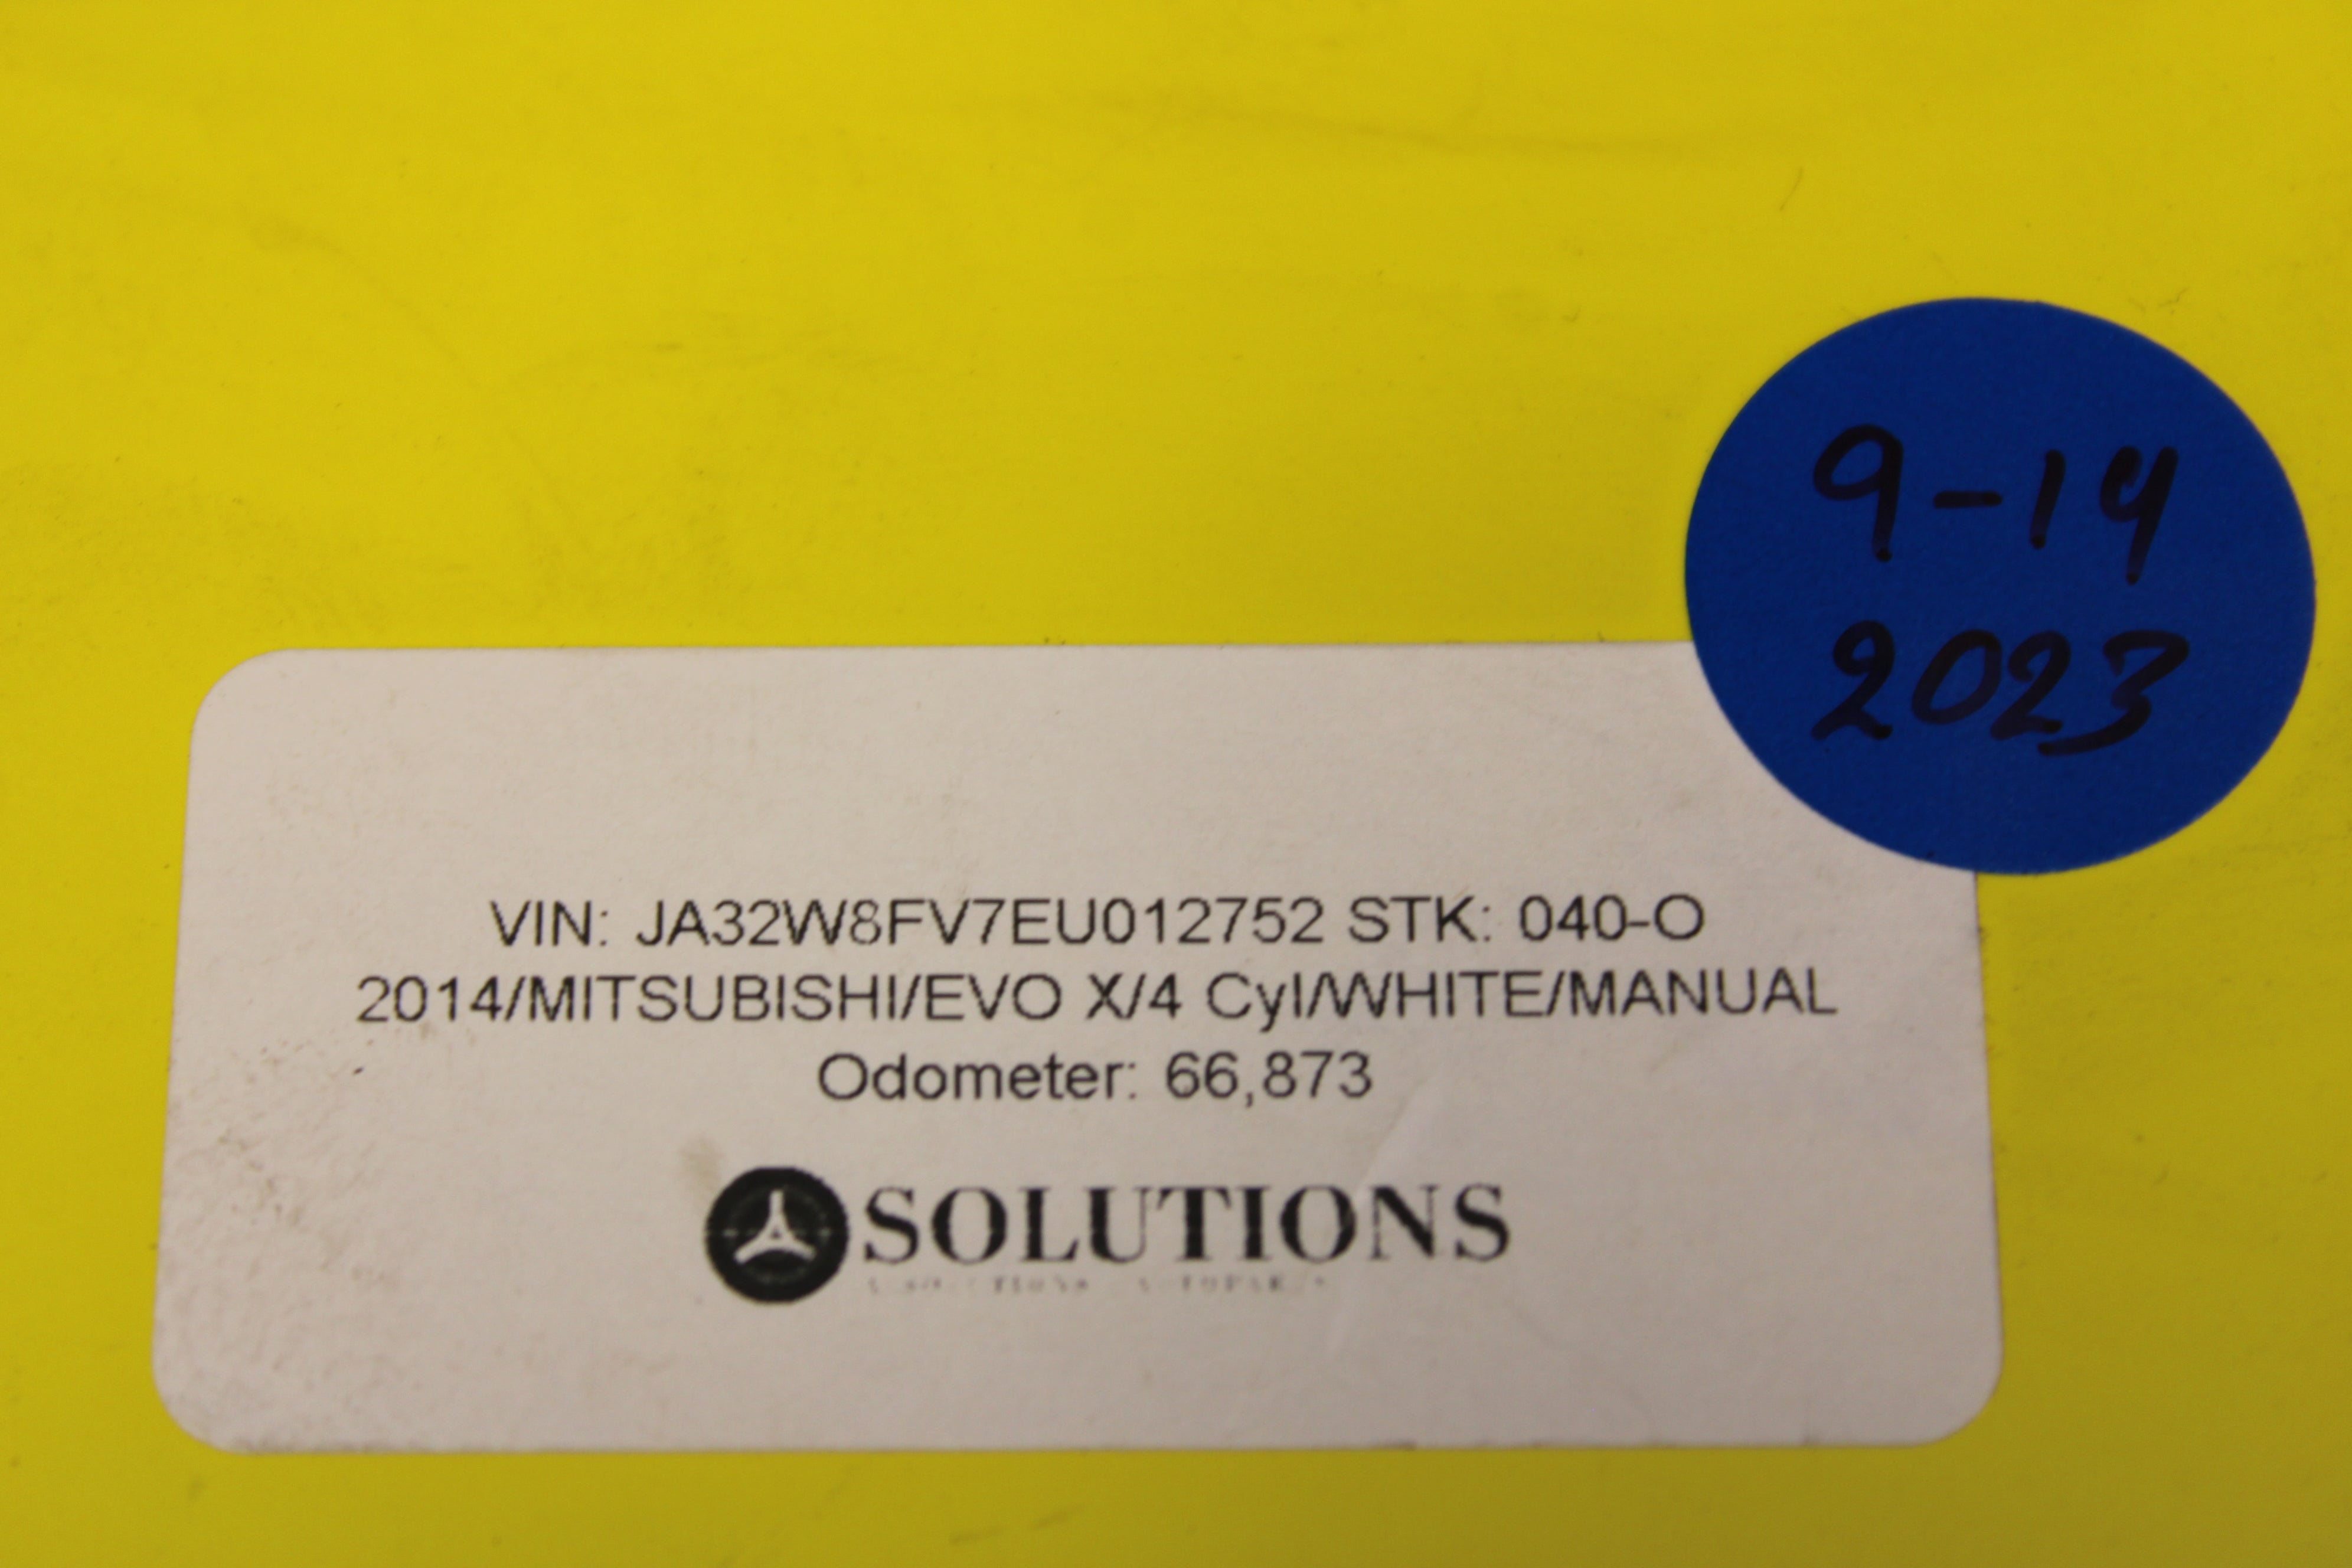 9-14
2023
VIN: JA32W8FV7EU012752 STK: 040-O
2014/MITSUBISHI/EVO X/4 Cyl/WHITE/MANUAL
Odometer: 66,873
SOLUTIONS